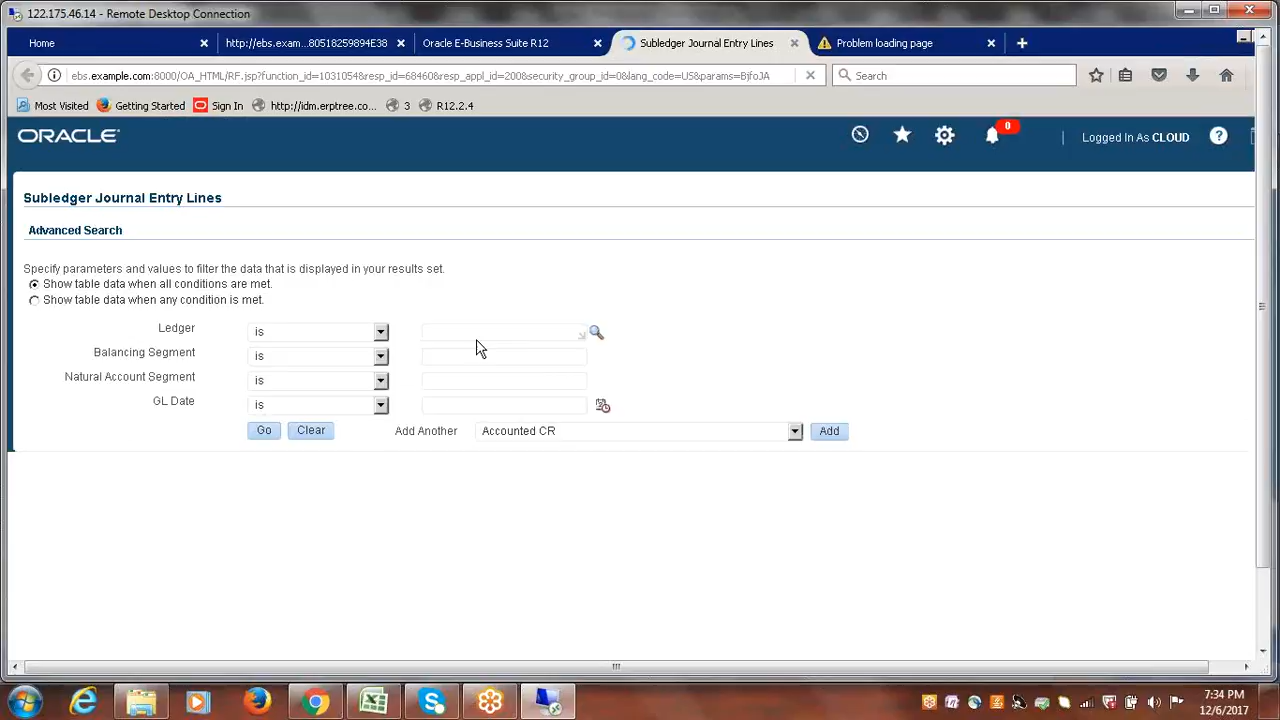 122.175.46.14 - Remote Desktop Connection
Home
http://ebs.exam...80518259894E38
Oracle E-Business Suite R12
Subledger Journal Entry Lines
Problem loading page
ebs.example.com:8000/OA_HTML/RF.jsp?function_id=1031054&resp_id=68460&resp_appl_id=200&security_group_id=0&lang_code=US&params=BjfoJA
Search
Most Visited
Getting Started
Sign In
http://idm.erptree.co...
3
R12.2.4
ORACLE
0
Logged In As CLOUD
?
Subledger Journal Entry Lines
Advanced Search
Specify parameters and values to filter the data that is displayed in your results set.
Show table data when all conditions are met.
Show table data when any condition is met.
Ledger is
Balancing Segment is
Natural Account Segment is
GL Date is
Go Clear Add Another Accounted CR Add
7:34 PM
12/6/2017